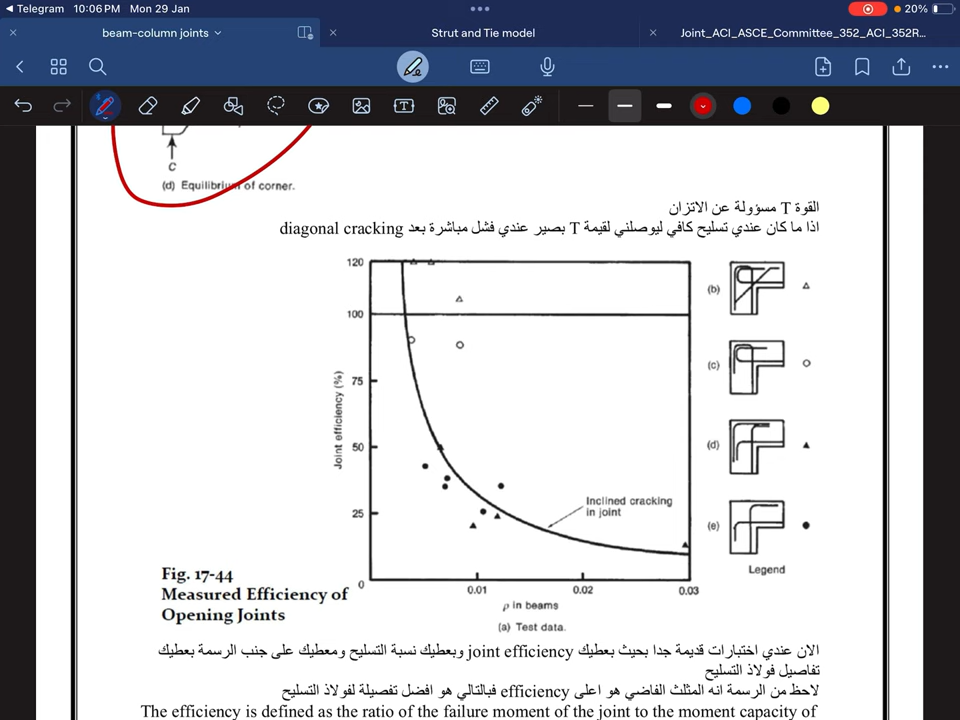 Telegram 10:06 PM Mon 29 Jan
20%
beam-column joints
Strut and Tie model
Joint_ACI_ASCE_Committee_352_ACI_352R...
C
(d) Equilibrium of corner.
القوة T مسؤولة عن الاتزان
اذا ما كان عندي تسليح كافي ليوصلني لقيمة T بصير عندي فشل مباشرة بعد diagonal cracking
120
100
75
50
25
0
Joint efficiency (%)
Inclined cracking
in joint
0.01
0.02
0.03
ρ in beams
(a) Test data.
(b)
(c)
(d)
(e)
Legend
Fig. 17-44
Measured Efficiency of
Opening Joints
الان عندي اختبارات قديمة جدا بحيث بعطيك joint efficiency وبعطيك نسبة التسليح ومعطيك على جنب الرسمة بعطيك
تفاصيل فولاذ التسليح
لاحظ من الرسمة انه المثلث الفاضي هو اعلى efficiency فبالتالي هو افضل تفصيلة لفولاذ التسليح
The efficiency is defined as the ratio of the failure moment of the joint to the moment capacity of